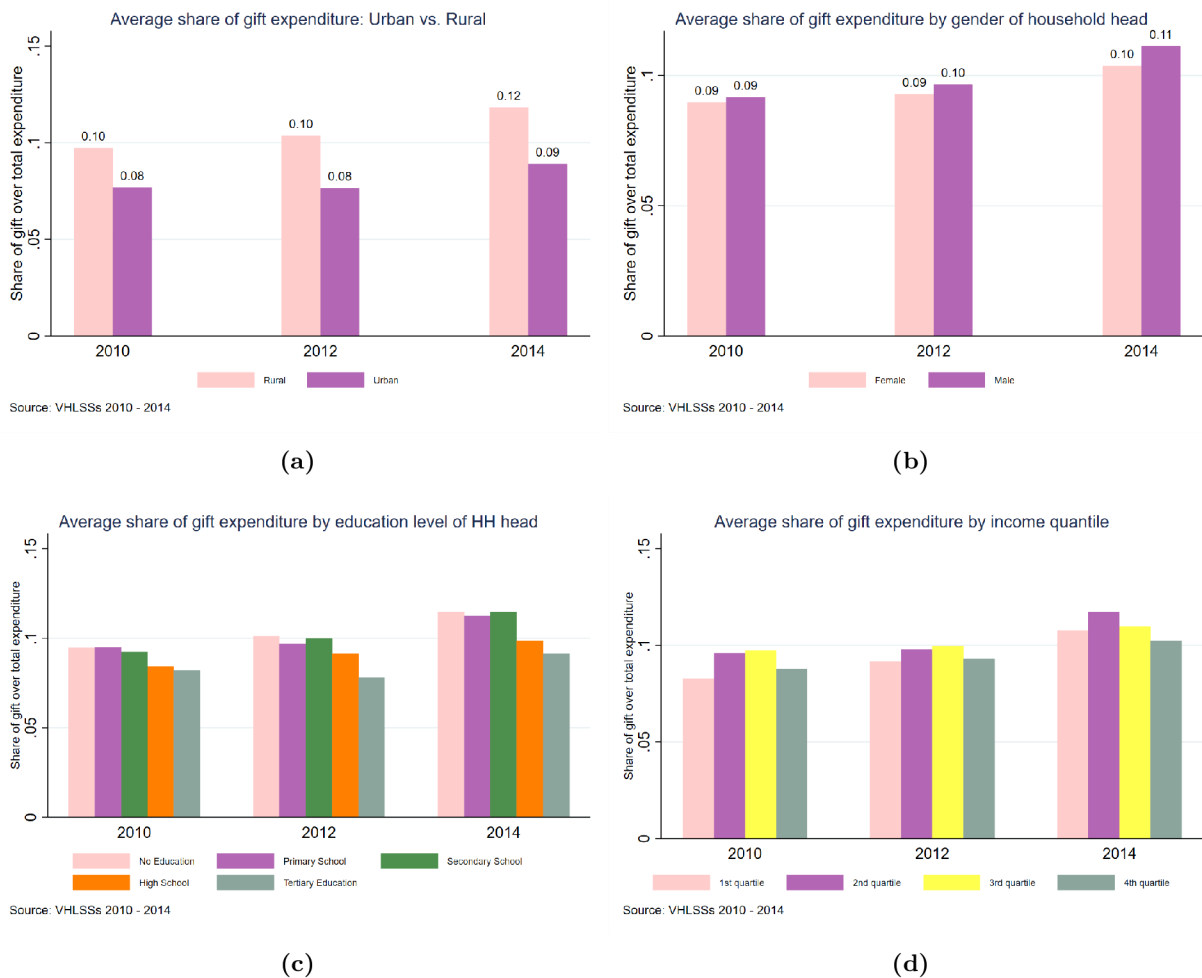 Average share of gift expenditure: Urban vs. Rural
Share of gift over total expenditure
.15
.1
.05
0
0.10
0.08
0.10
0.08
0.12
0.09
2010
2012
2014
Rural
Urban
Source: VHLSSs 2010 - 2014
(a)
Average share of gift expenditure by gender of household head
Share of gift over total expenditure
.1
.05
0
0.09
0.09
0.09
0.10
0.10
0.11
2010
2012
2014
Female
Male
Source: VHLSSs 2010 - 2014
(b)
Average share of gift expenditure by education level of HH head
Share of gift over total expenditure
.15
.1
.05
0
2010
2012
2014
No Education
Primary School
Secondary School
High School
Tertiary Education
Source: VHLSSs 2010 - 2014
(c)
Average share of gift expenditure by income quantile
Share of gift over total expenditure
.15
.1
.05
0
2010
2012
2014
1st quartile
2nd quartile
3rd quartile
4th quartile
Source: VHLSSs 2010 - 2014
(d)